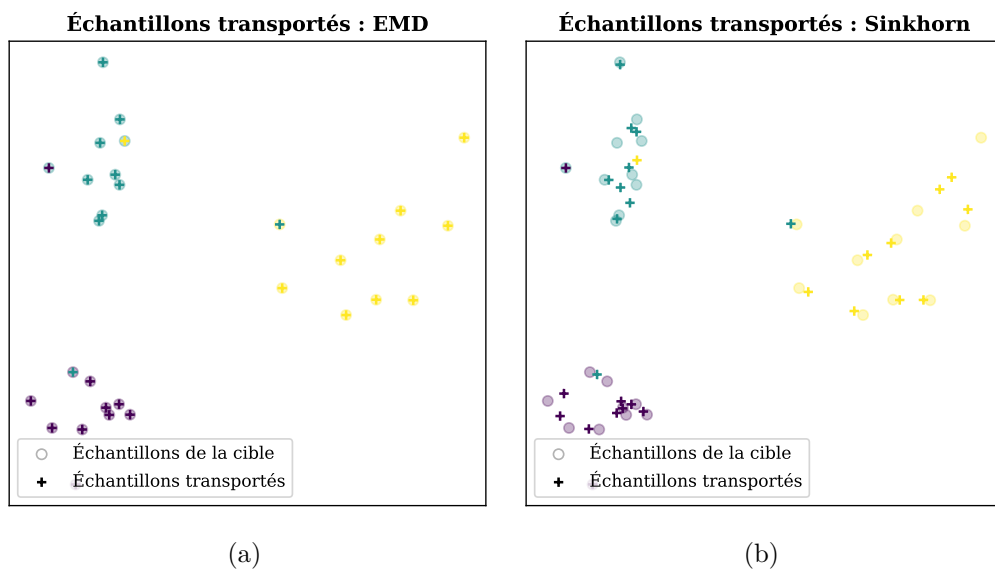 Échantillons transportés : EMD
Échantillons transportés : Sinkhorn
Échantillons de la cible
Échantillons transportés
Échantillons de la cible
Échantillons transportés
(a)
(b)